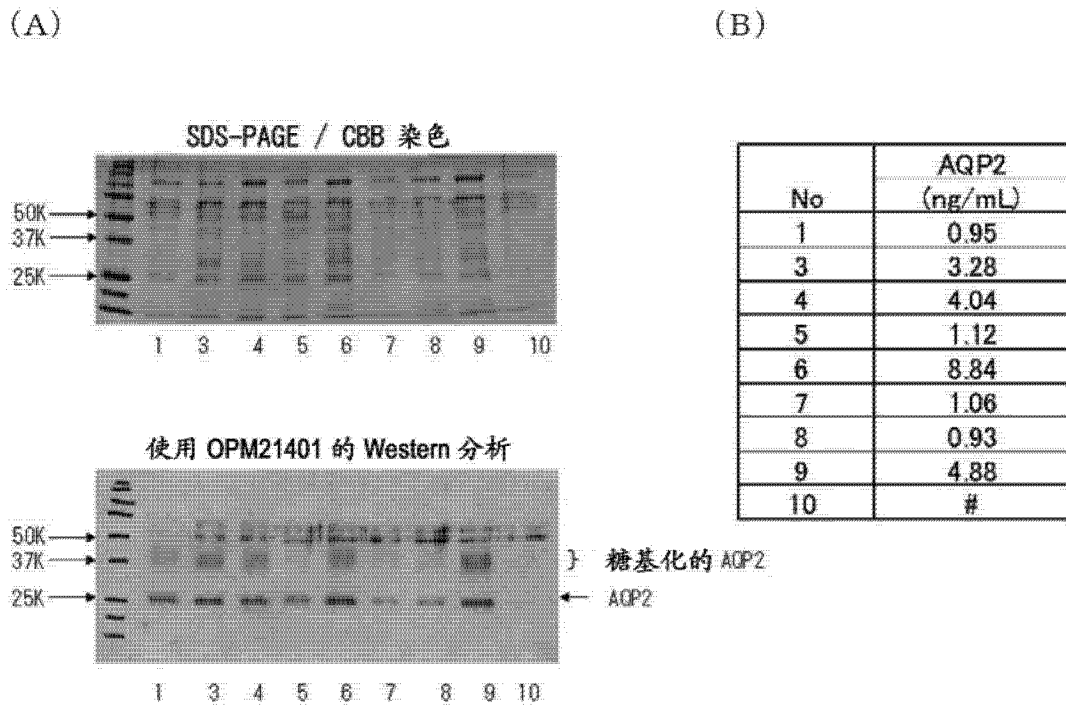 (A)
SDS-PAGE / CBB 染色
50K
37K
25K
1 3 4 5 6 7 8 9 10
使用 OPM21401 的 Western 分析
50K
37K
25K
} 糖基化的 AQP2
AQP2
1 3 4 5 6 7 8 9 10
(B)
No AQP2 (ng/mL)
1 0.95
3 3.28
4 4.04
5 1.12
6 8.84
7 1.06
8 0.93
9 4.88
10 #